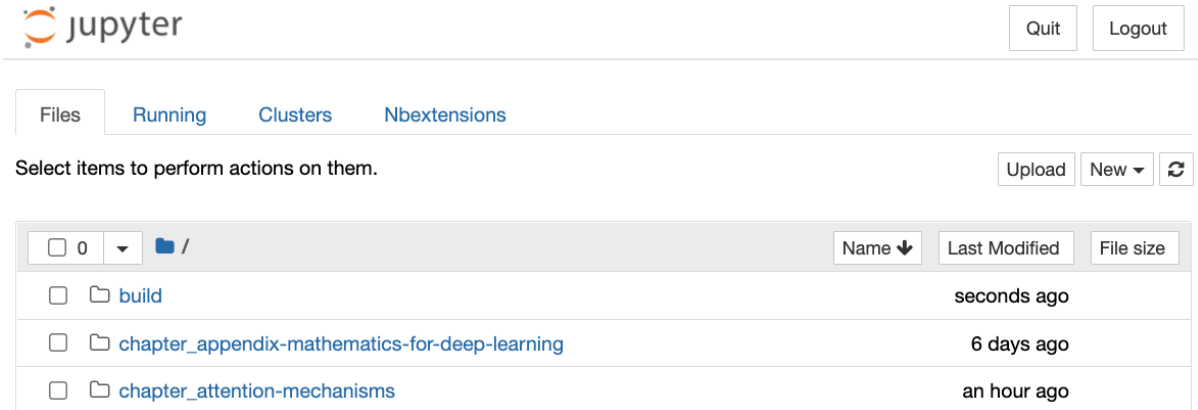 jupyter
Quit Logout
Files Running Clusters Nbextensions
Select items to perform actions on them.
Upload New
0 / Name Last Modified File size
build seconds ago
chapter_appendix-mathematics-for-deep-learning 6 days ago
chapter_attention-mechanisms an hour ago